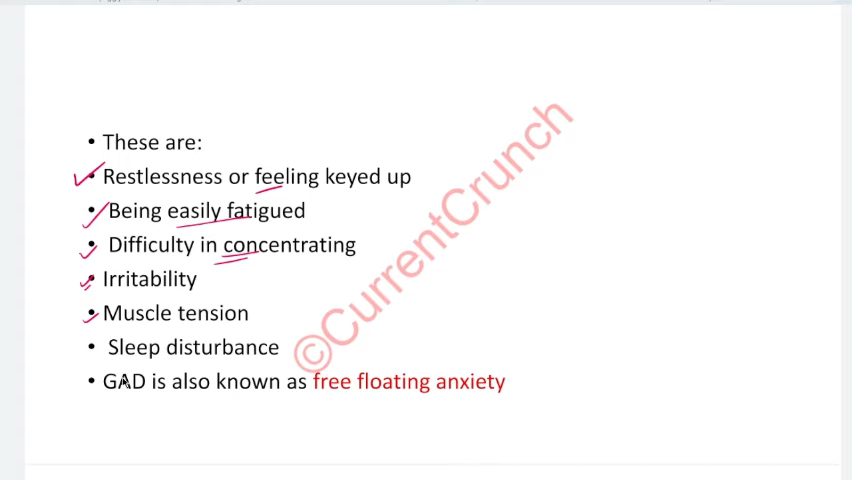 • These are:
• Restlessness or feeling keyed up
• Being easily fatigued
• Difficulty in concentrating
• Irritability
• Muscle tension
• Sleep disturbance
• GAD is also known as free floating anxiety
©CurrentCrunch